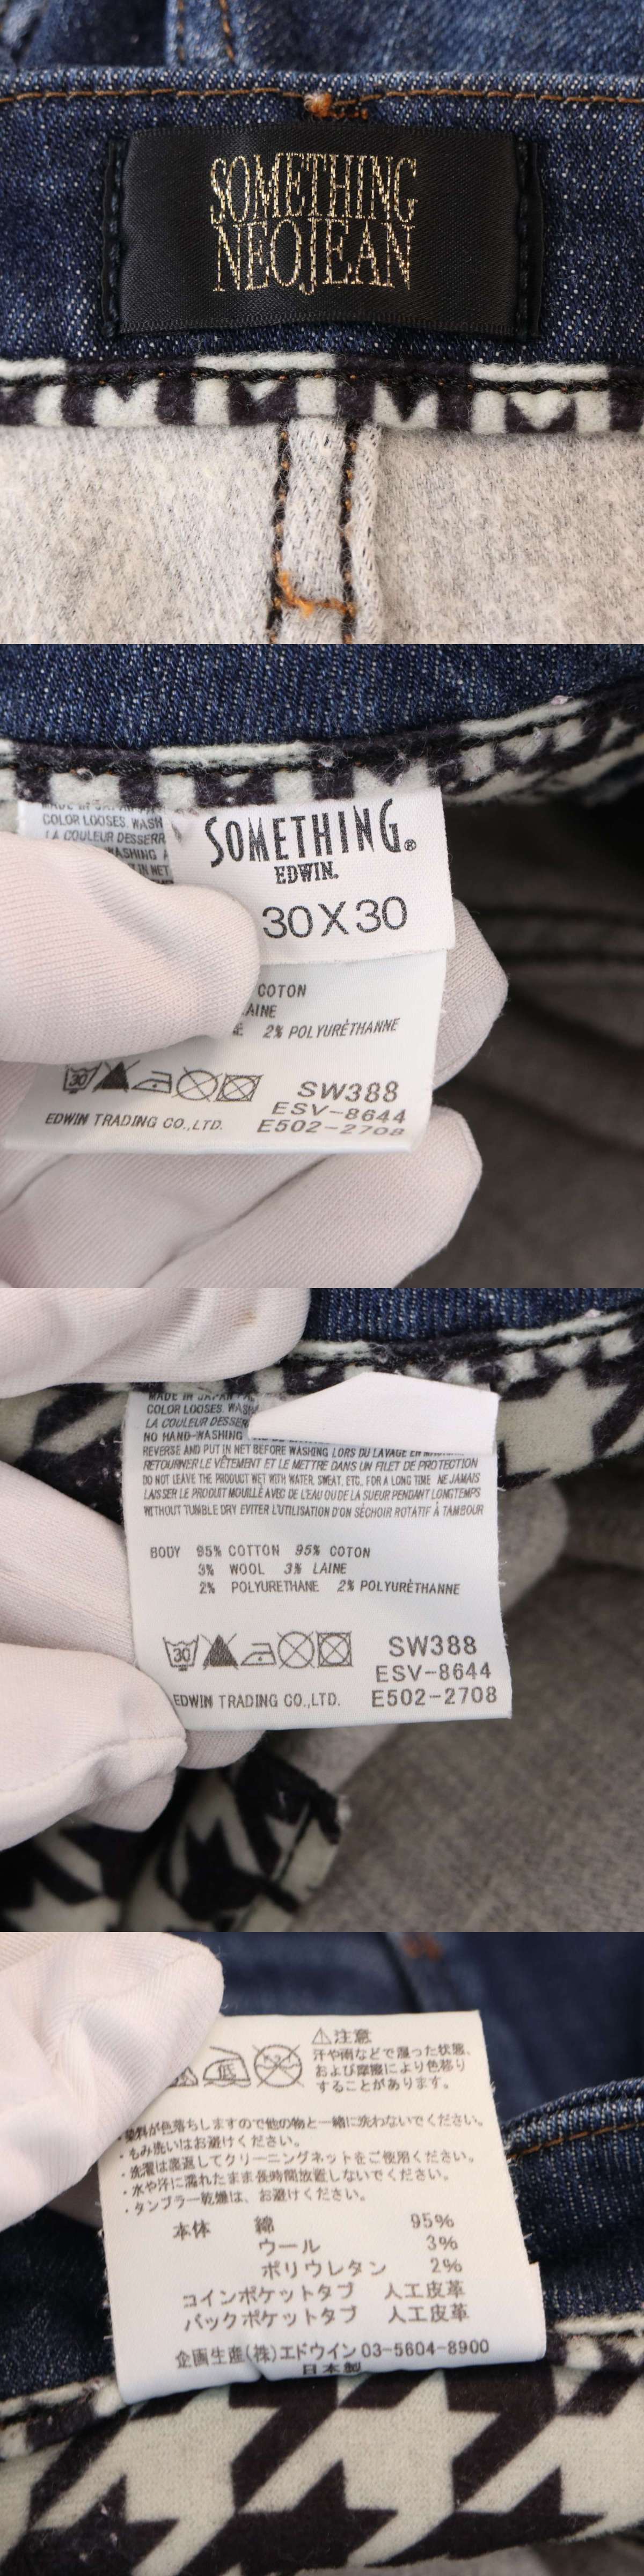 SOMETHING
NEOJEAN
COLOR LOOSES. WASH
LA COULEUR DESSERR
WASHING
IN NET
SOMETHING®
EDWIN.
30X30
COTON
AINE
2% POLYURÈTHANNE
30
SW388
ESV-8644
EDWIN TRADING CO.,LTD.
E502-2708
MADE IN JAPAN
COLOR LOOSES. WASH
LA COULEUR DESSER
NO HAND-WASHING
REVERSE AND PUT IN NET BEFORE WASHING LORS DU LAVAGE EN
RETOURNER LE VÊTEMENT ET LE METTRE DANS UN FILET DE PROTECTION
DO NOT LEAVE THE PRODUCT WET WITH WATER, SWEAT, ETC, FOR A LONG TIME NE JAMAIS
LAISSER LE PRODUIT MOUILLÉ AVEC DE L'EAU OU DE LA SUEUR PENDANT LONGTEMPS
WITHOUT TUMBLE DRY EVITER L'UTILISATION D'ON SÉCHOIR ROTATIF À TAMBOUR
BODY 95% COTTON 95% COTON
3% WOOL 3% LAINE
2% POLYURETHANE 2% POLYURÈTHANNE
30
SW388
ESV-8644
EDWIN TRADING CO.,LTD. E502-2708
低
⚠注意
汗や雨などで湿った状態、
および摩擦により色移り
することがあります。
・染料が色落ちしますので他の物と一緒に洗わないでください。
・もみ洗いはお避けください。
・洗濯は裏返してクリーニングネットをご使用ください。
・水や汗に濡れたまま長時間放置しないでください。
・タンブラー乾燥は、お避けください。
本体 綿 95%
ウール 3%
ポリウレタン 2%
コインポケットタブ 人工皮革
バックポケットタブ 人工皮革
企画生産(株)エドウイン 03-5604-8900
日本製